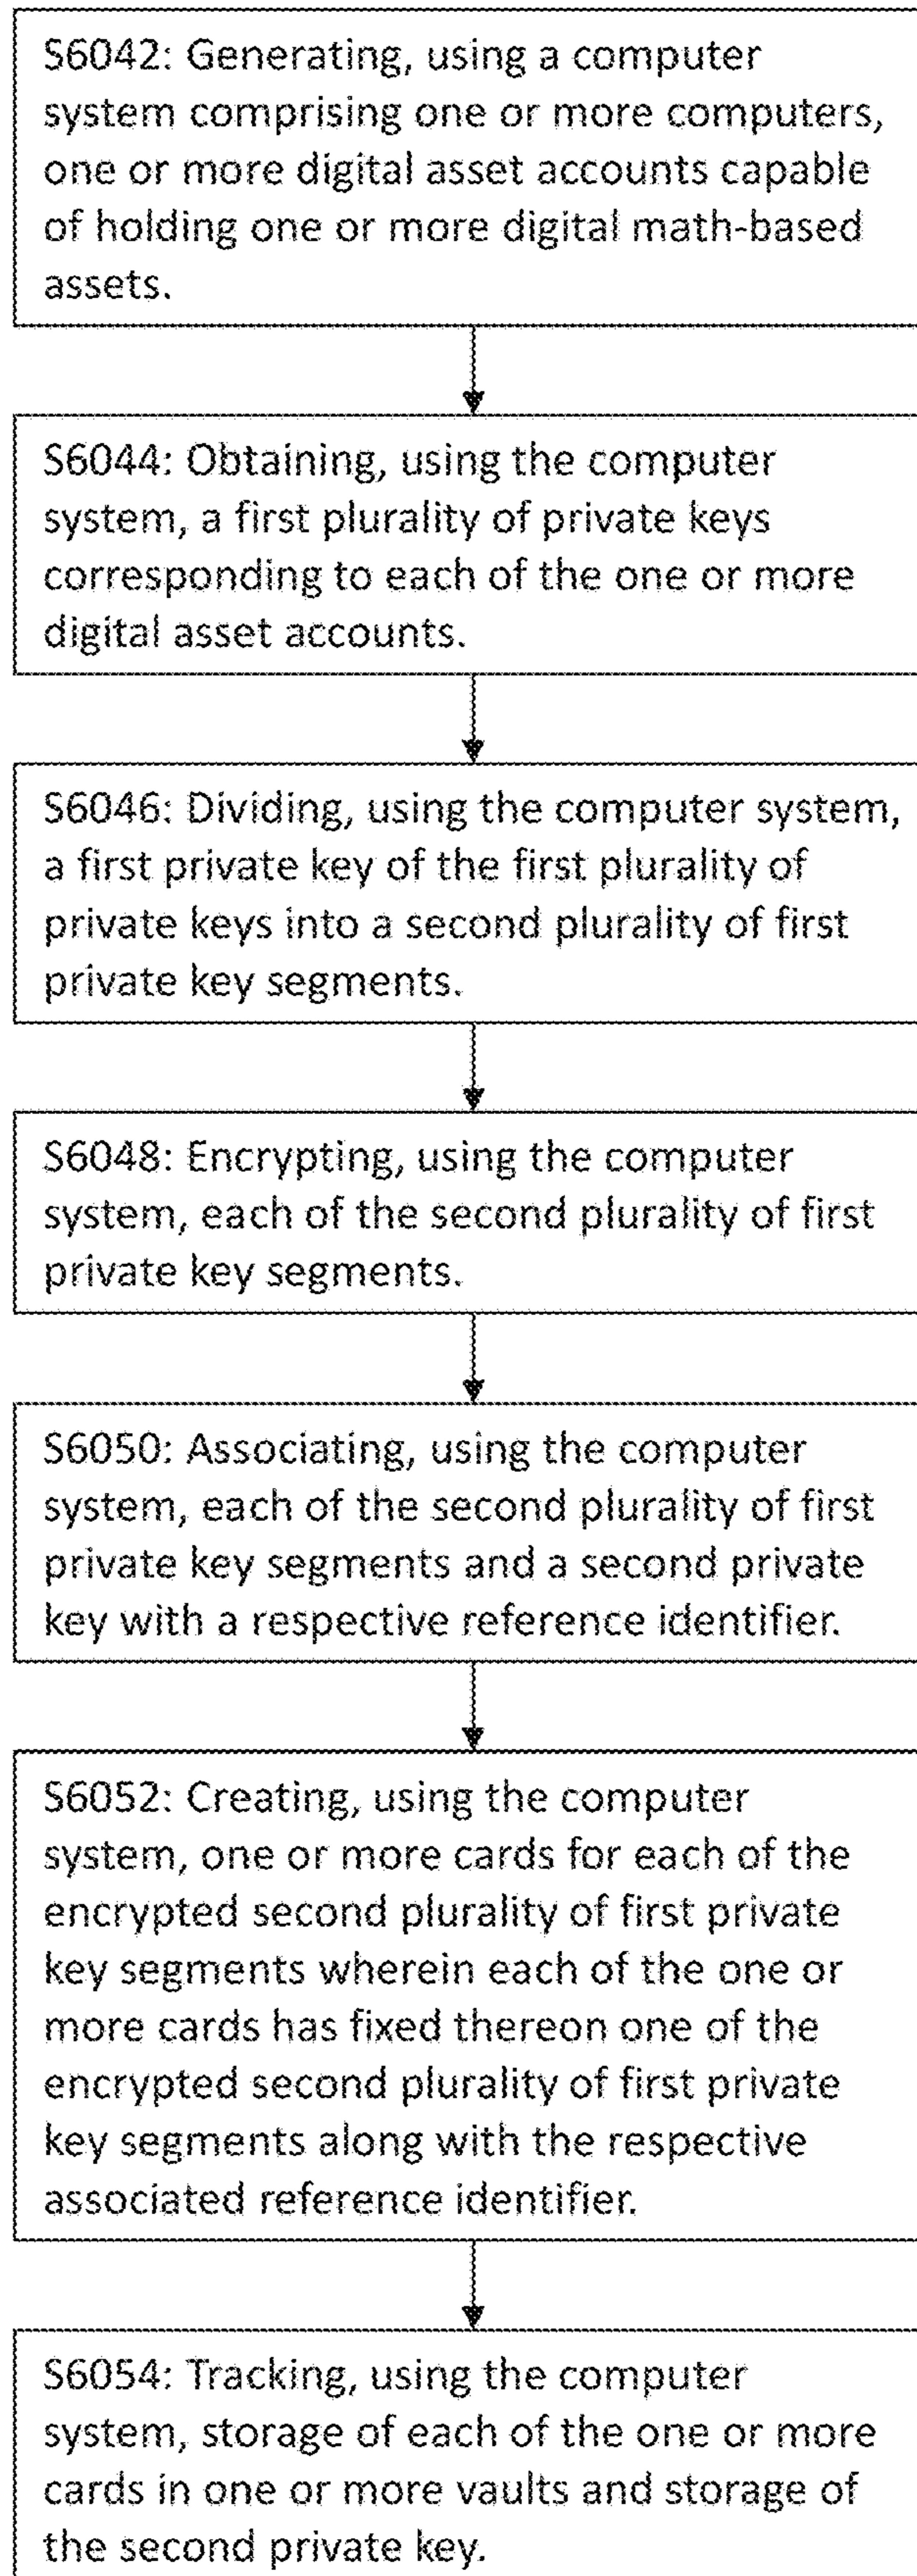 S6042: Generating, using a computer
system comprising one or more computers,
one or more digital asset accounts capable
of holding one or more digital math-based
assets.
S6044: Obtaining, using the computer
system, a first plurality of private keys
corresponding to each of the one or more
digital asset accounts.
S6046: Dividing, using the computer system,
a first private key of the first plurality of
private keys into a second plurality of first
private key segments.
S6048: Encrypting, using the computer
system, each of the second plurality of first
private key segments.
S6050: Associating, using the computer
system, each of the second plurality of first
private key segments and a second private
key with a respective reference identifier.
S6052: Creating, using the computer
system, one or more cards for each of the
encrypted second plurality of first private
key segments wherein each of the one or
more cards has fixed thereon one of the
encrypted second plurality of first private
key segments along with the respective
associated reference identifier.
S6054: Tracking, using the computer
system, storage of each of the one or more
cards in one or more vaults and storage of
the second private key.